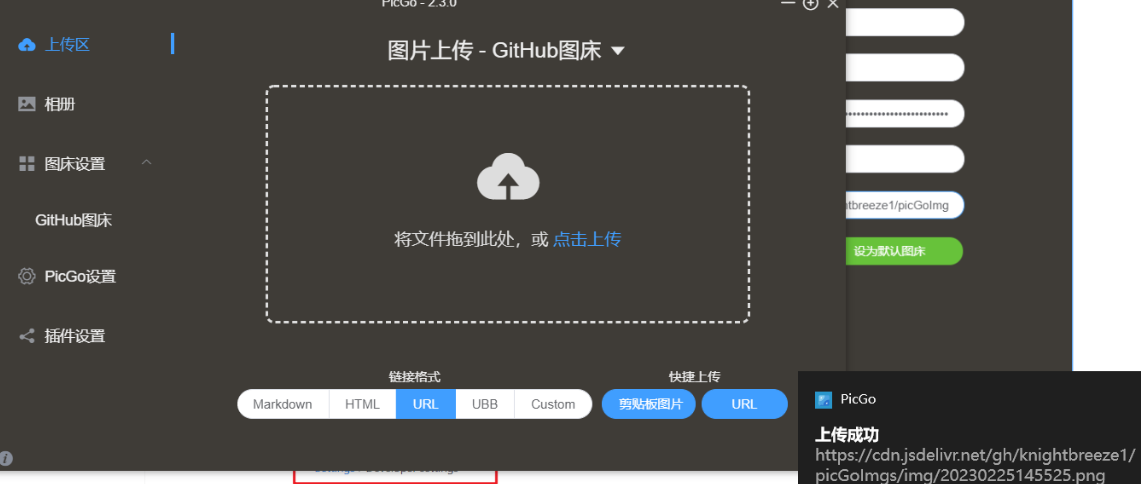 PicGo - 2.3.0
上传区
图片上传 - GitHub图床
相册
图床设置
GitHub图床
将文件拖到此处，或 点击上传
PicGo设置
插件设置
链接格式
快捷上传
Markdown
HTML
URL
UBB
Custom
剪贴板图片
URL
htbreeze1/picGoImg
设为默认图床
PicGo
上传成功
https://cdn.jsdelivr.net/gh/knightbreeze1/
picGoImgs/img/20230225145525.png